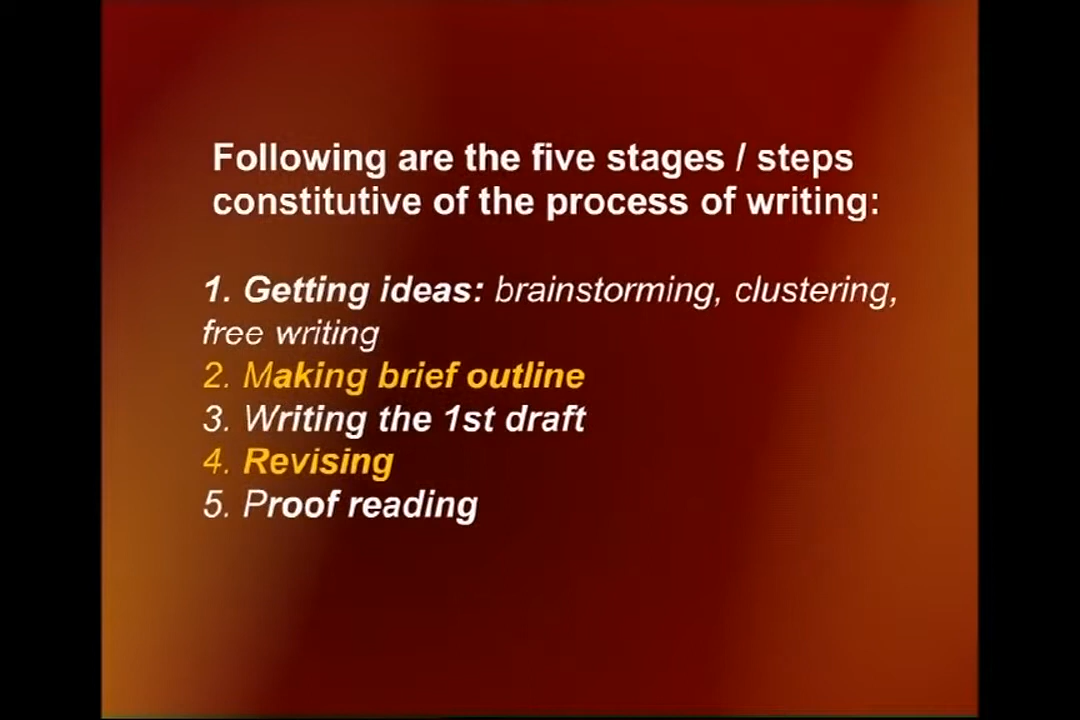 Following are the five stages / steps
constitutive of the process of writing:
1. Getting ideas: brainstorming, clustering,
free writing
2. Making brief outline
3. Writing the 1st draft
4. Revising
5. Proof reading